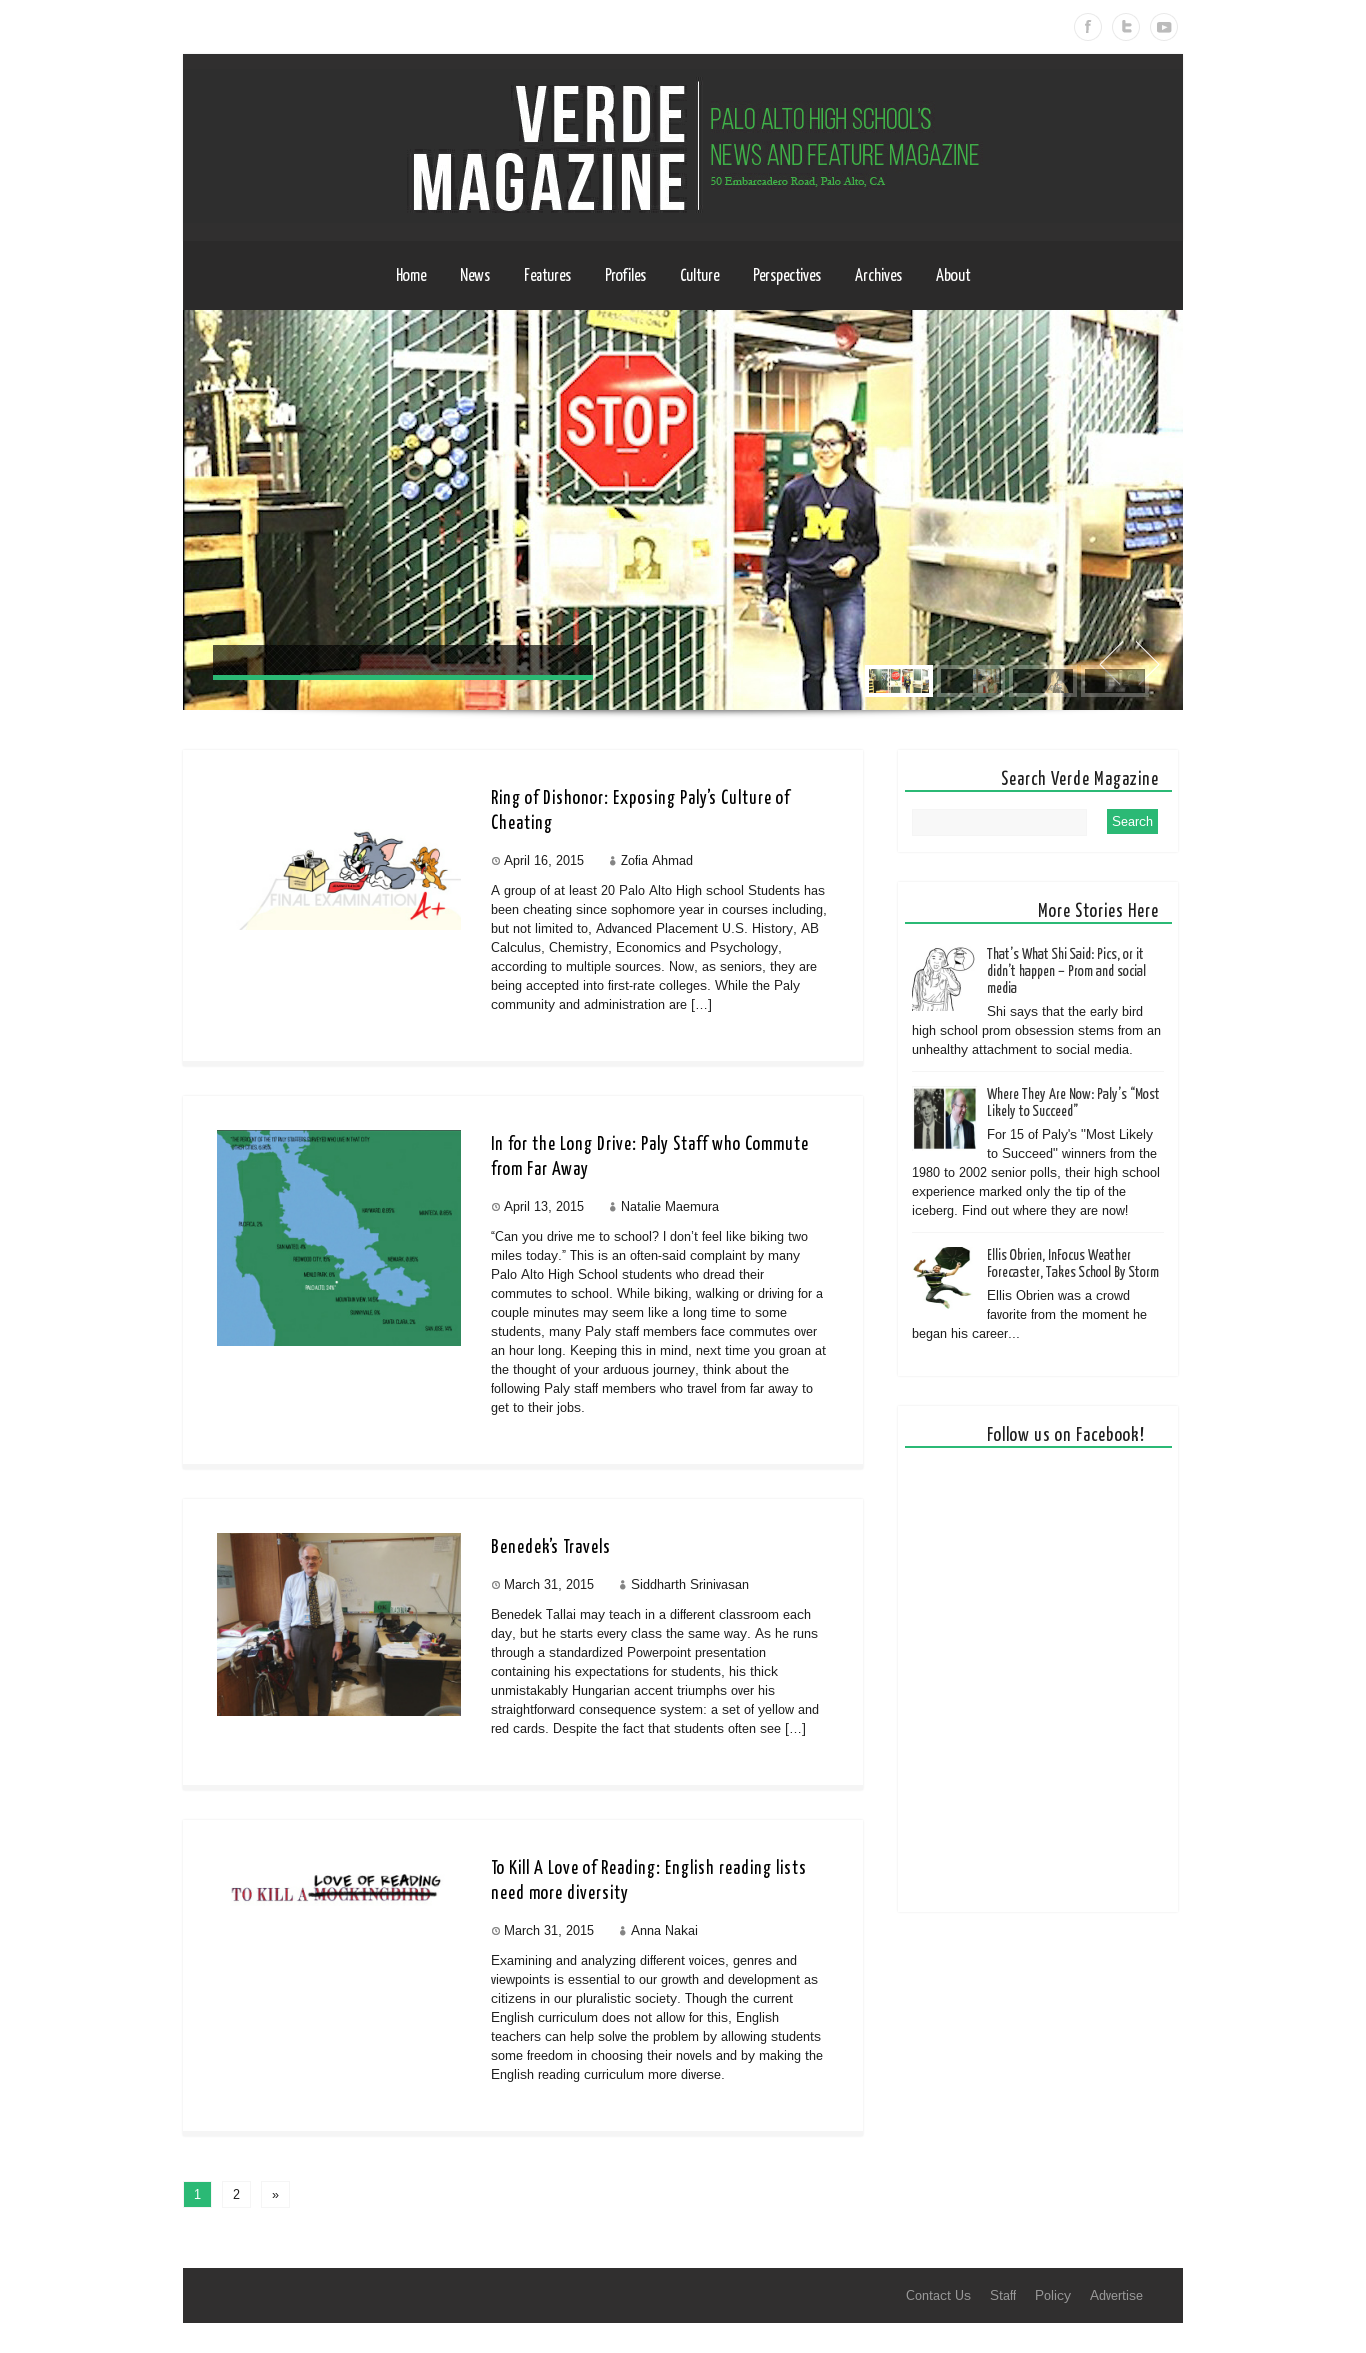 VERDE
MAGAZINE
PALO ALTO HIGH SCHOOL'S
NEWS AND FEATURE MAGAZINE
50 Embarcadero Road, Palo Alto, CA
Home News Features Profiles Culture Perspectives Archives About
PERSONNEL ONLY
STOP
M
Ring of Dishonor: Exposing Paly’s Culture of
Cheating
April 16, 2015 Zofia Ahmad
A group of at least 20 Palo Alto High school Students has
been cheating since sophomore year in courses including,
but not limited to, Advanced Placement U.S. History, AB
Calculus, Chemistry, Economics and Psychology,
according to multiple sources. Now, as seniors, they are
being accepted into first-rate colleges. While the Paly
community and administration are […]
FINAL EXAMINATION
A+
In for the Long Drive: Paly Staff who Commute
from Far Away
April 13, 2015 Natalie Maemura
“Can you drive me to school? I don’t feel like biking two
miles today.” This is an often-said complaint by many
Palo Alto High School students who dread their
commutes to school. While biking, walking or driving for a
couple minutes may seem like a long time to some
students, many Paly staff members face commutes over
an hour long. Keeping this in mind, next time you groan at
the thought of your arduous journey, think about the
following Paly staff members who travel from far away to
get to their jobs.
Benedek’s Travels
March 31, 2015 Siddharth Srinivasan
Benedek Tallai may teach in a different classroom each
day, but he starts every class the same way. As he runs
through a standardized Powerpoint presentation
containing his expectations for students, his thick
unmistakably Hungarian accent triumphs over his
straightforward consequence system: a set of yellow and
red cards. Despite the fact that students often see […]
LOVE OF READING
TO KILL A MOCKINGBIRD
To Kill A Love of Reading: English reading lists
need more diversity
March 31, 2015 Anna Nakai
Examining and analyzing different voices, genres and
viewpoints is essential to our growth and development as
citizens in our pluralistic society. Though the current
English curriculum does not allow for this, English
teachers can help solve the problem by allowing students
some freedom in choosing their novels and by making the
English reading curriculum more diverse.
1 2 »
Search Verde Magazine
Search
More Stories Here
That’s What Shi Said: Pics, or it
didn’t happen – Prom and social
media
Shi says that the early bird
high school prom obsession stems from an
unhealthy attachment to social media.
Where They Are Now: Paly’s “Most
Likely to Succeed”
For 15 of Paly's "Most Likely
to Succeed" winners from the
1980 to 2002 senior polls, their high school
experience marked only the tip of the
iceberg. Find out where they are now!
Ellis Obrien, InFocus Weather
Forecaster, Takes School By Storm
Ellis Obrien was a crowd
favorite from the moment he
began his career...
Follow us on Facebook!
Contact Us Staff Policy Advertise